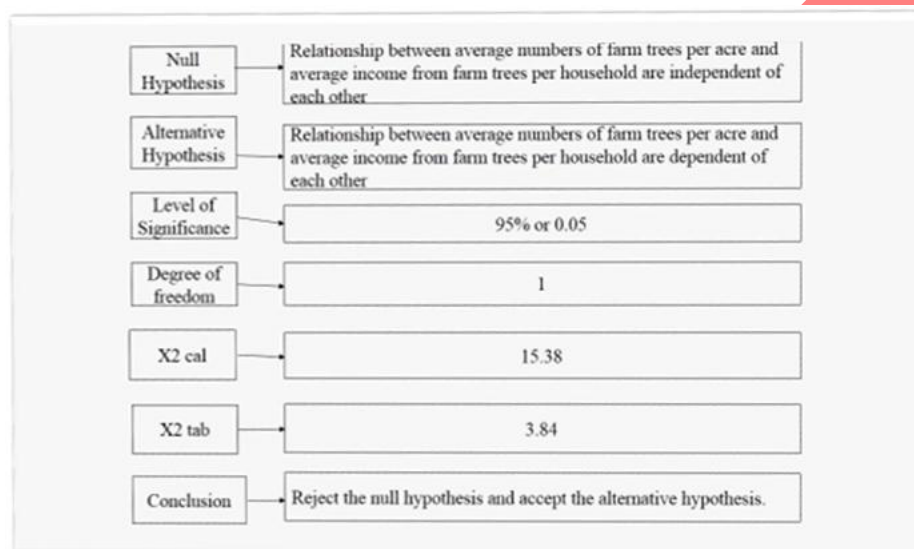 Null
Hypothesis
Relationship between average numbers of farm trees per acre and
average income from farm trees per household are independent of
each other
Alternative
Hypothesis
Relationship between average numbers of farm trees per acre and
average income from farm trees per household are dependent of
each other
Level of
Significance
95% or 0.05
Degree of
freedom
1
X2 cal
15.38
X2 tab
3.84
Conclusion
Reject the null hypothesis and accept the alternative hypothesis.